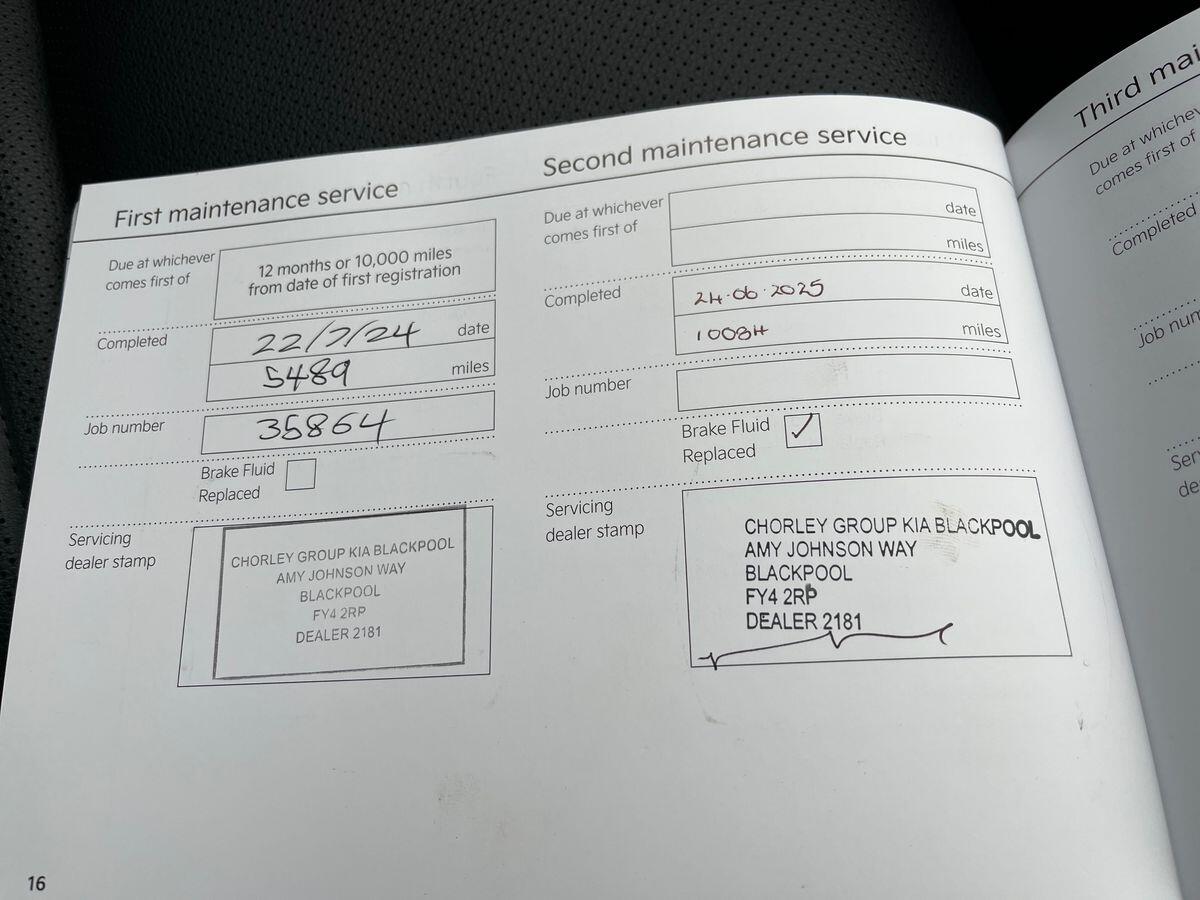 First maintenance service
Due at whichever
comes first of
12 months or 10,000 miles
from date of first registration
Completed
22/7/24 date
5489 miles
Job number
35864
Brake Fluid
Replaced
Servicing
dealer stamp
CHORLEY GROUP KIA BLACKPOOL
AMY JOHNSON WAY
BLACKPOOL
FY4 2RP
DEALER 2181
16
Second maintenance service
Due at whichever
comes first of
date
miles
Completed
24.06.2025 date
10084 miles
Job number
Brake Fluid ✓
Replaced
Servicing
dealer stamp
CHORLEY GROUP KIA BLACKPOOL
AMY JOHNSON WAY
BLACKPOOL
FY4 2RP
DEALER 2181
Third mai
Due at whichev
comes first of
Completed
Job num
Ser
de